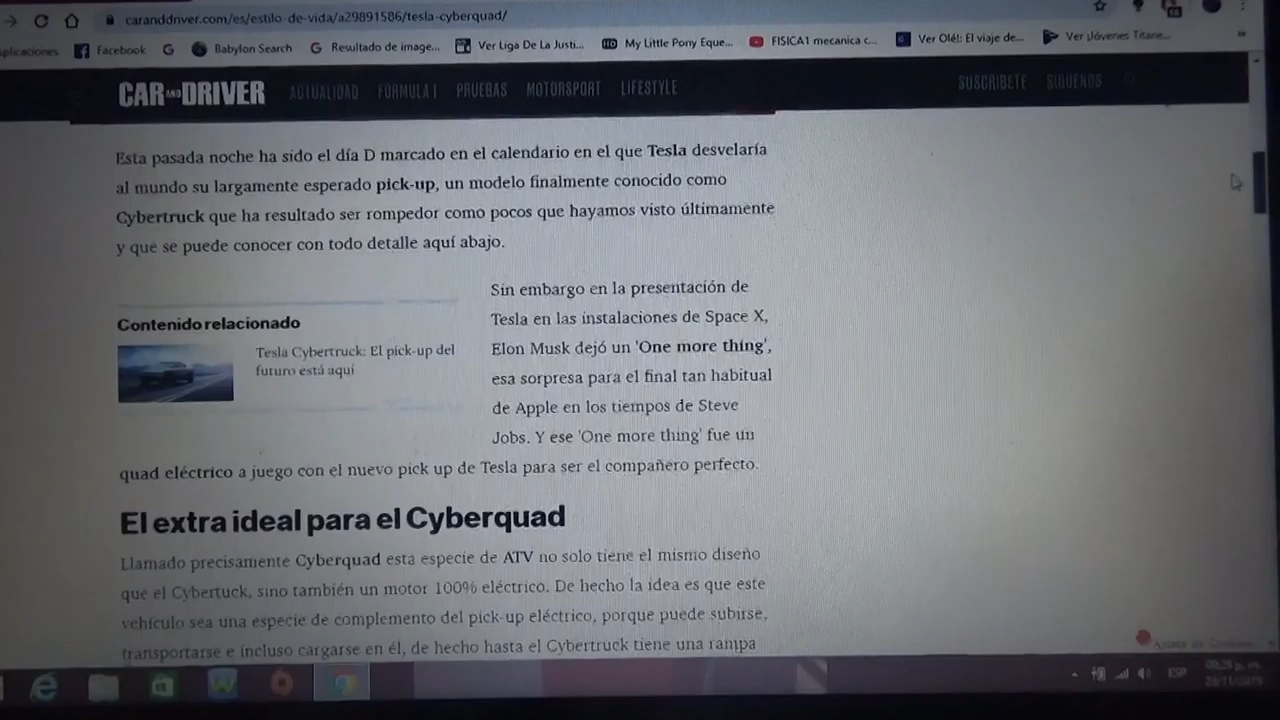 caranddriver.com/es/estilo-de-vida/a29891586/tesla-cyberquad/
plicaciones Facebook Babylon Search Resultado de image... Ver Liga De La Justi... My Little Pony Eque... FISICA1 mecanica c... Ver Olé!: El viaje de... Ver ¡Jóvenes Titane...
CAR AND DRIVER ACTUALIDAD FÓRMULA 1 PRUEBAS MOTORSPORT LIFESTYLE SUSCRÍBETE SÍGUENOS
Esta pasada noche ha sido el día D marcado en el calendario en el que Tesla desvelaría
al mundo su largamente esperado pick-up, un modelo finalmente conocido como
Cybertruck que ha resultado ser rompedor como pocos que hayamos visto últimamente
y que se puede conocer con todo detalle aquí abajo.
Sin embargo en la presentación de
Tesla en las instalaciones de Space X,
Elon Musk dejó un 'One more thing',
esa sorpresa para el final tan habitual
de Apple en los tiempos de Steve
Jobs. Y ese 'One more thing' fue un
quad eléctrico a juego con el nuevo pick up de Tesla para ser el compañero perfecto.
Contenido relacionado
Tesla Cybertruck: El pick-up del
futuro está aquí
El extra ideal para el Cyberquad
Llamado precisamente Cyberquad esta especie de ATV no solo tiene el mismo diseño
que el Cybertuck, sino también un motor 100% eléctrico. De hecho la idea es que este
vehículo sea una especie de complemento del pick-up eléctrico, porque puede subirse,
transportarse e incluso cargarse en él, de hecho hasta el Cybertruck tiene una rampa
ESP